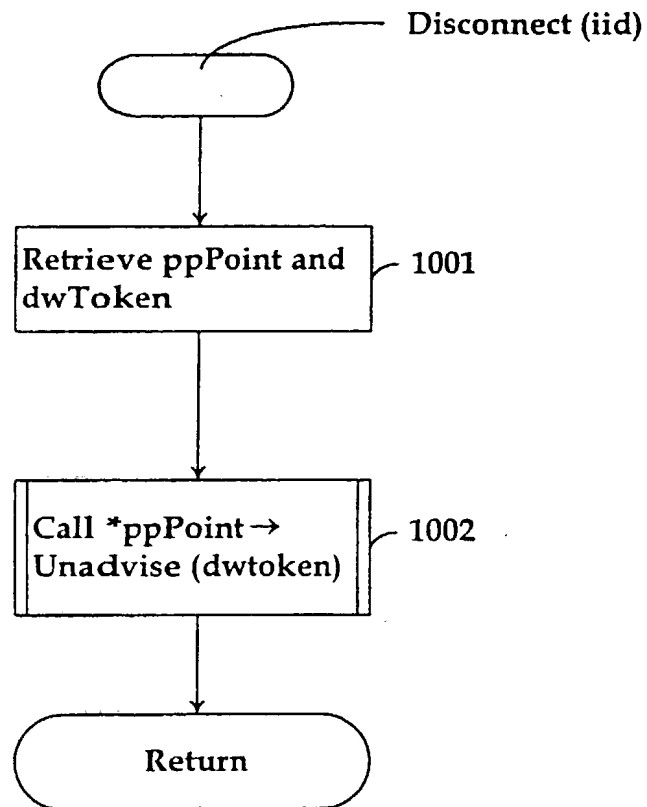 Disconnect (iid)
Retrieve ppPoint and
dwToken
1001
Call *ppPoint→
Unadvise (dwtoken)
1002
Return